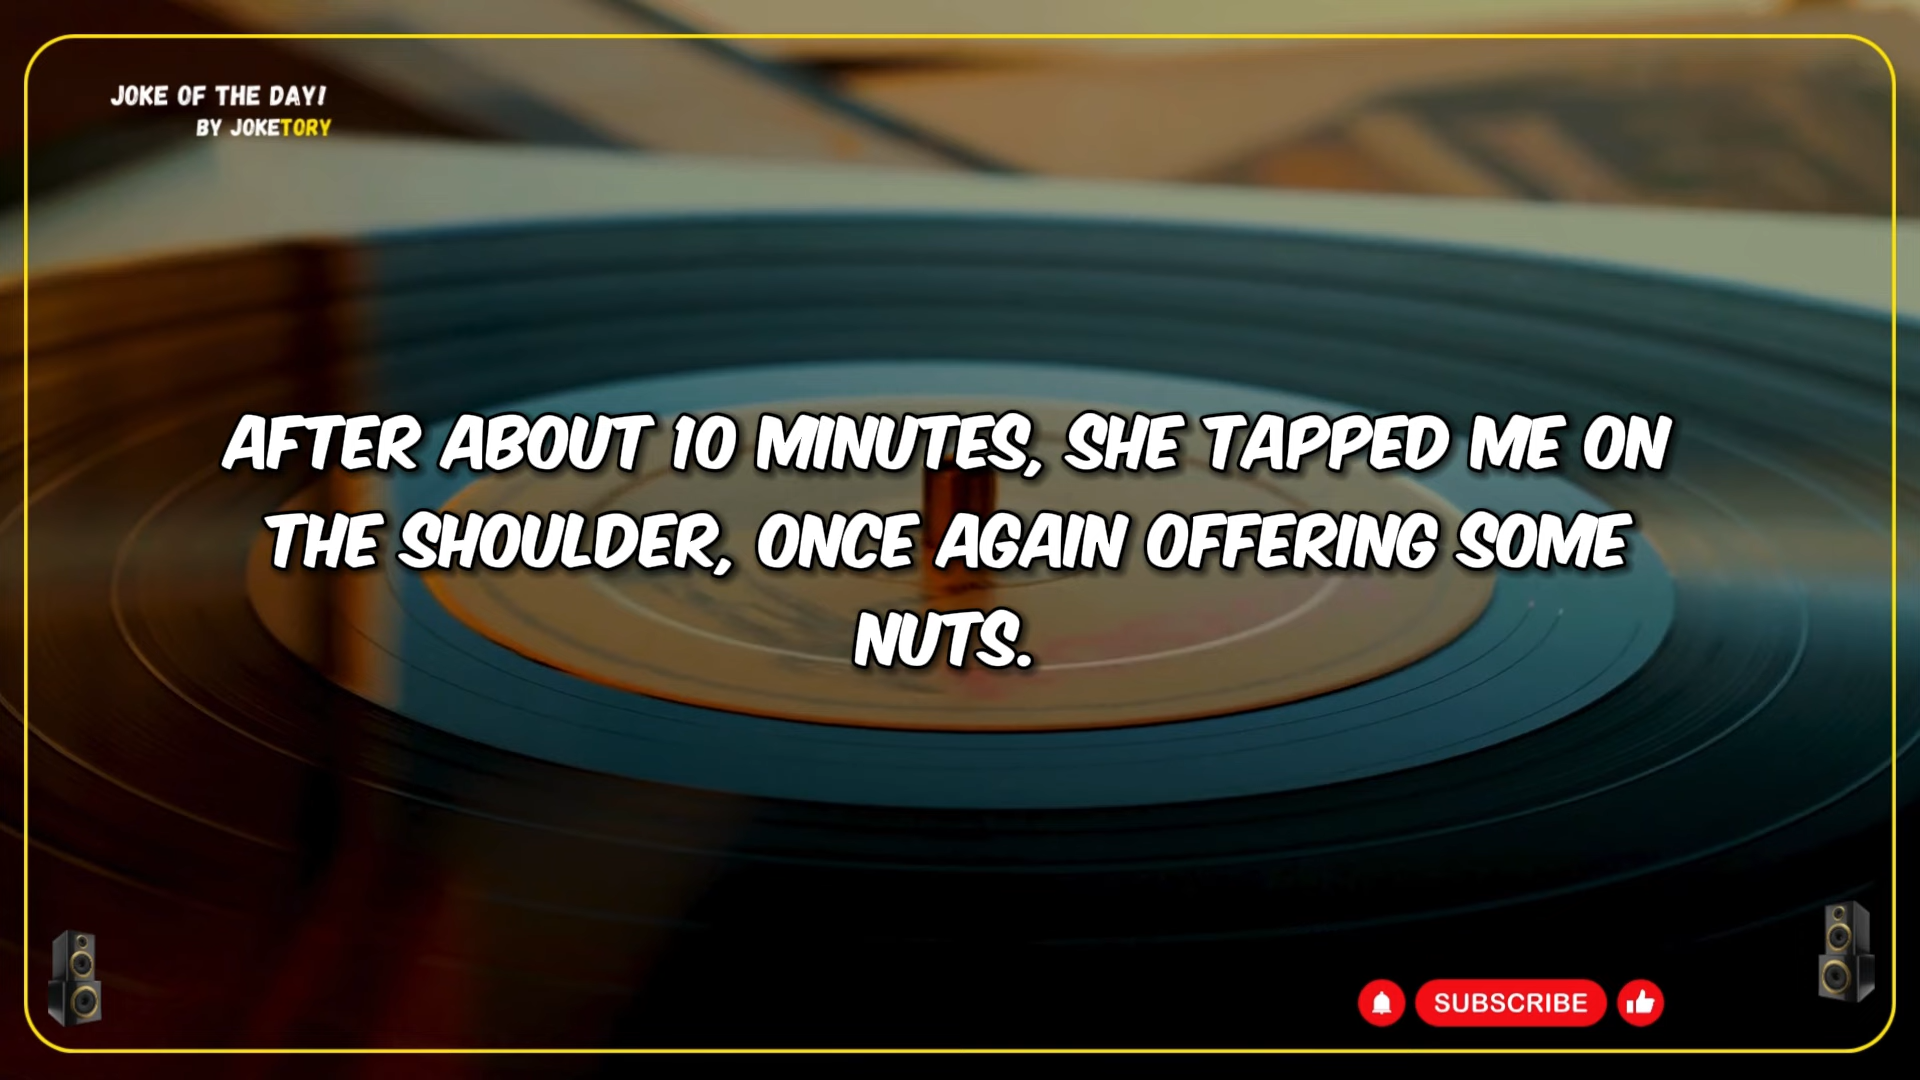 JOKE OF THE DAY!
BY JOKETORY
AFTER ABOUT 10 MINUTES, SHE TAPPED ME ON
THE SHOULDER, ONCE AGAIN OFFERING SOME
NUTS.
SUBSCRIBE